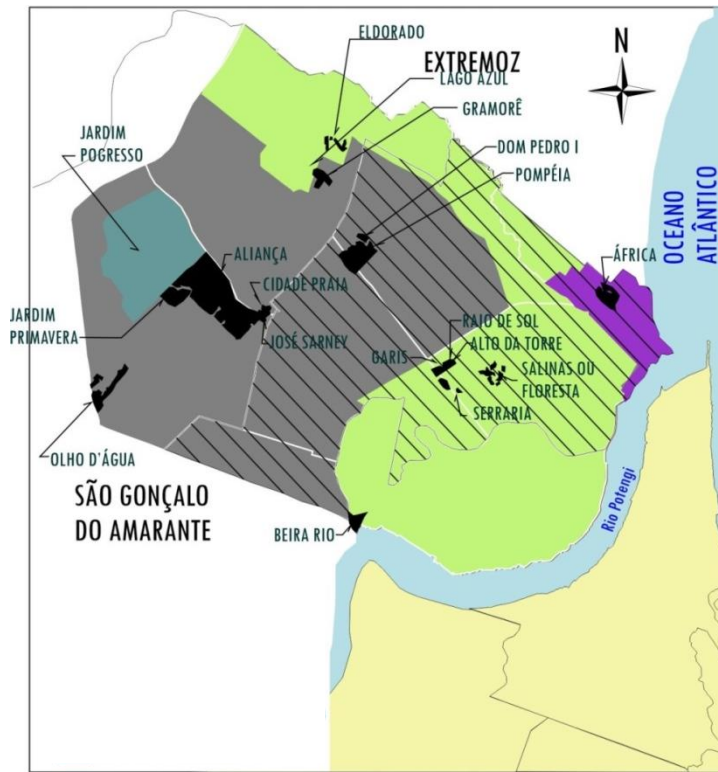 ELDORADO
EXTREMOZ
LAGO AZUL
GRAMORÊ
N
JARDIM
POGRESSO
DOM PEDRO I
POMPÉIA
OCEANO
ATLÂNTICO
ALIANÇA
ÁFRICA
CIDADE PRAIA
JARDIM
PRIMAVERA
JOSÉ SARNEY
RAIO DE SOL
GARIS
ALTO DA TORRE
SALINAS OU
FLORESTA
SERRARIA
OLHO D'ÁGUA
SÃO GONÇALO
DO AMARANTE
BEIRA RIO
Rio Potengi